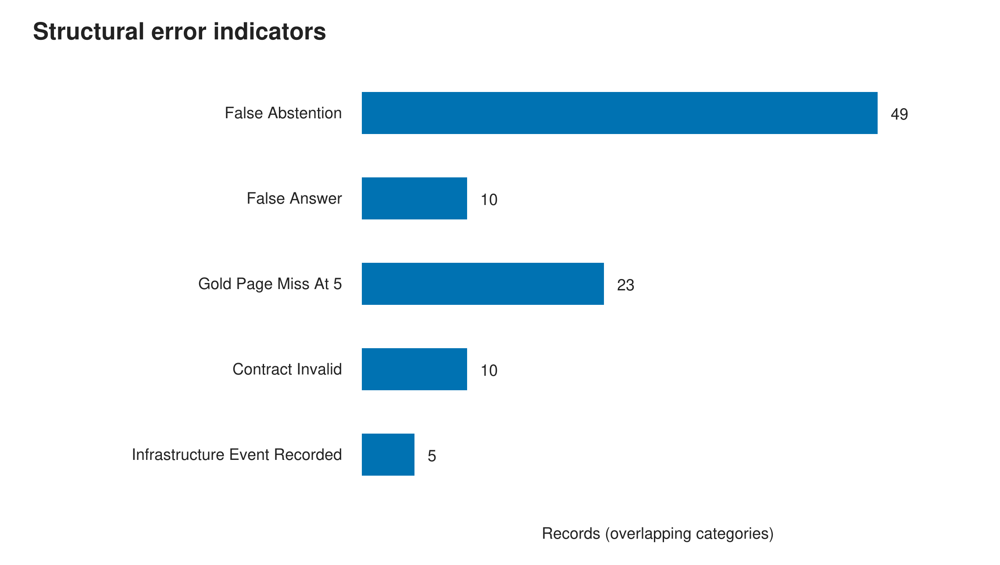 Structural error indicators
False Abstention 49
False Answer 10
Gold Page Miss At 5 23
Contract Invalid 10
Infrastructure Event Recorded 5
Records (overlapping categories)